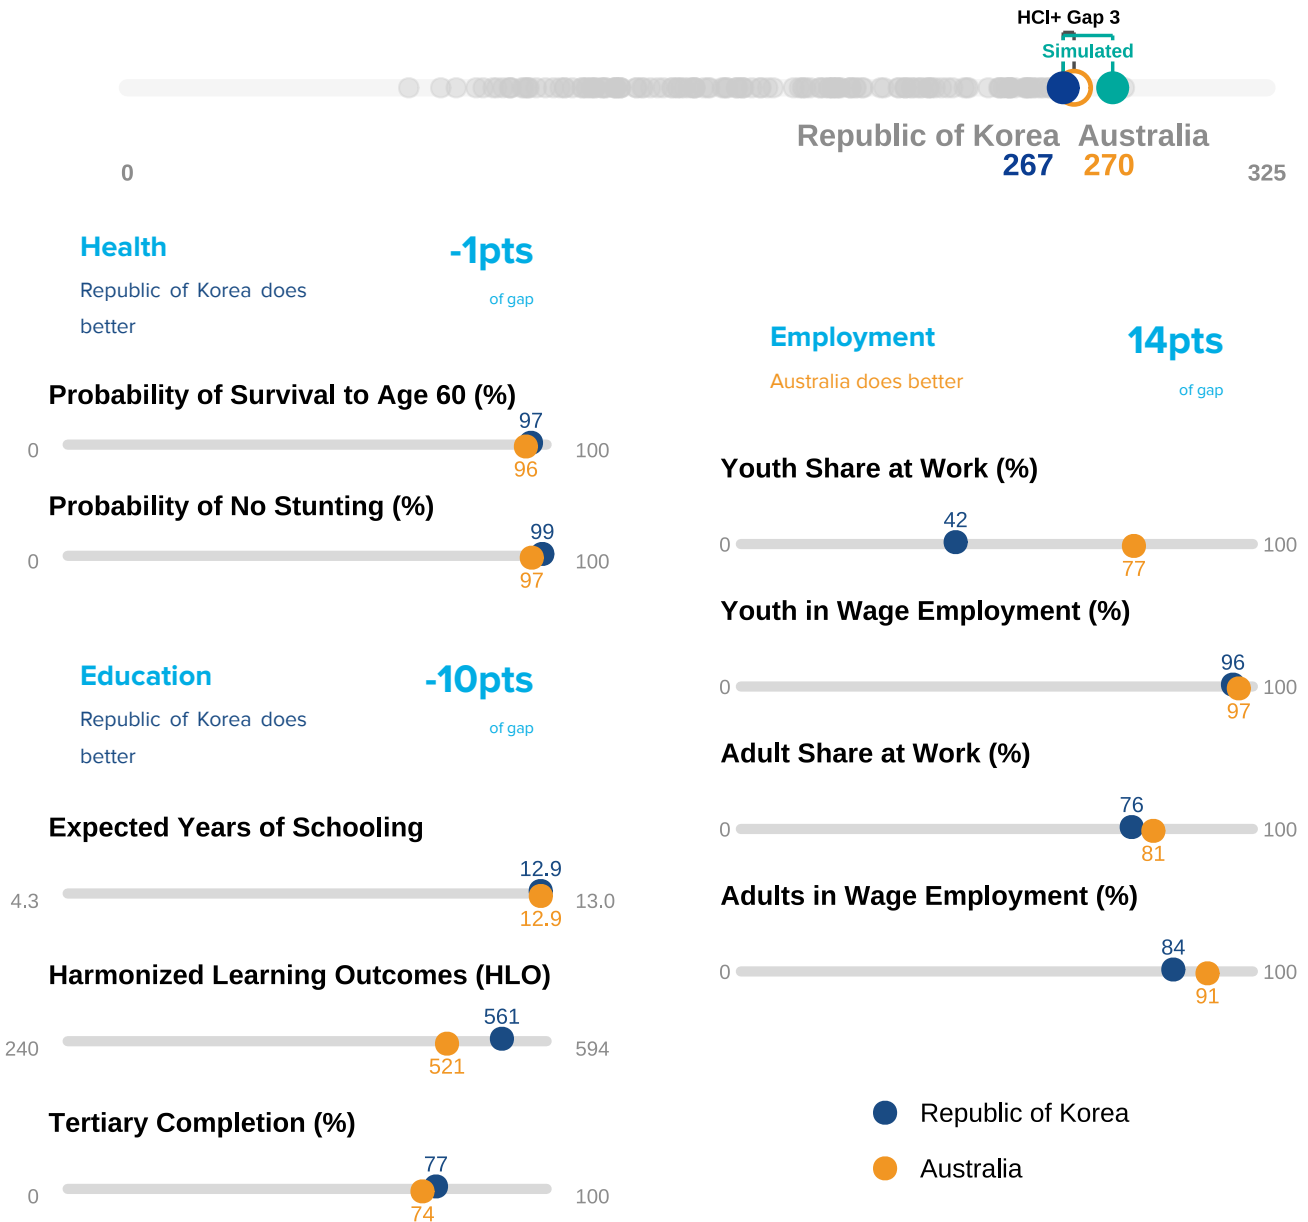 HCI+ Gap 3
Simulated
Republic of Korea
Australia
267
270
0
325
Health
-1pts
Republic of Korea does
better
of gap
Probability of Survival to Age 60 (%)
97
0
100
96
Probability of No Stunting (%)
99
0
100
97
Education
-10pts
Republic of Korea does
better
of gap
Expected Years of Schooling
12.9
4.3
13.0
12.9
Harmonized Learning Outcomes (HLO)
561
240
594
521
Tertiary Completion (%)
77
0
100
74
Employment
14pts
Australia does better
of gap
Youth Share at Work (%)
42
0
100
77
Youth in Wage Employment (%)
96
0
100
97
Adult Share at Work (%)
76
0
100
81
Adults in Wage Employment (%)
84
0
100
91
Republic of Korea
Australia